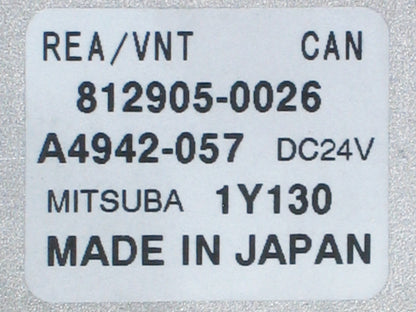 REA/VNT CAN
812905-0026
A4942-057 DC24V
MITSUBA 1Y130
MADE IN JAPAN